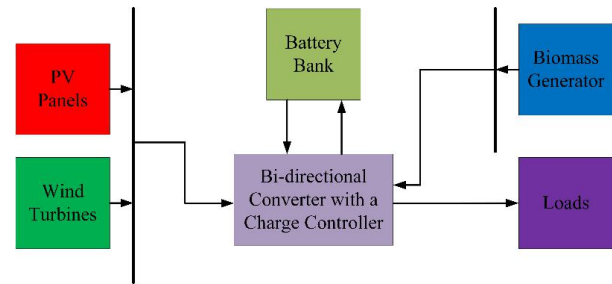 PV
Panels
Battery
Bank
Biomass
Generator
Wind
Turbines
Bi-directional
Converter with a
Charge Controller
Loads